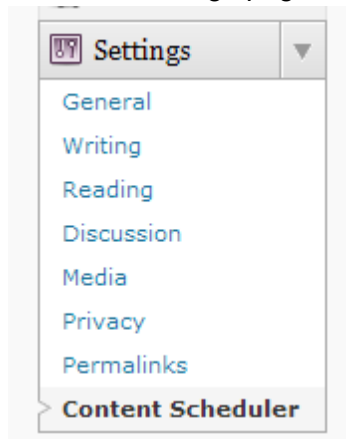 Settings
General
Writing
Reading
Discussion
Media
Privacy
Permalinks
Content Scheduler